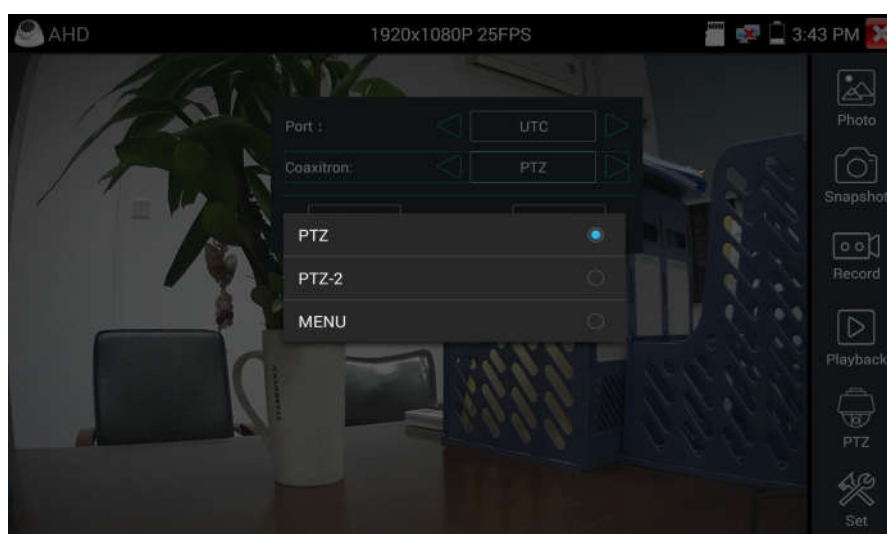 AHD 1920x1080P 25FPS 3:43 PM
Port : UTC
Coaxitron: PTZ
PTZ
PTZ-2
MENU
Photo
Snapshot
Record
Playback
PTZ
Set